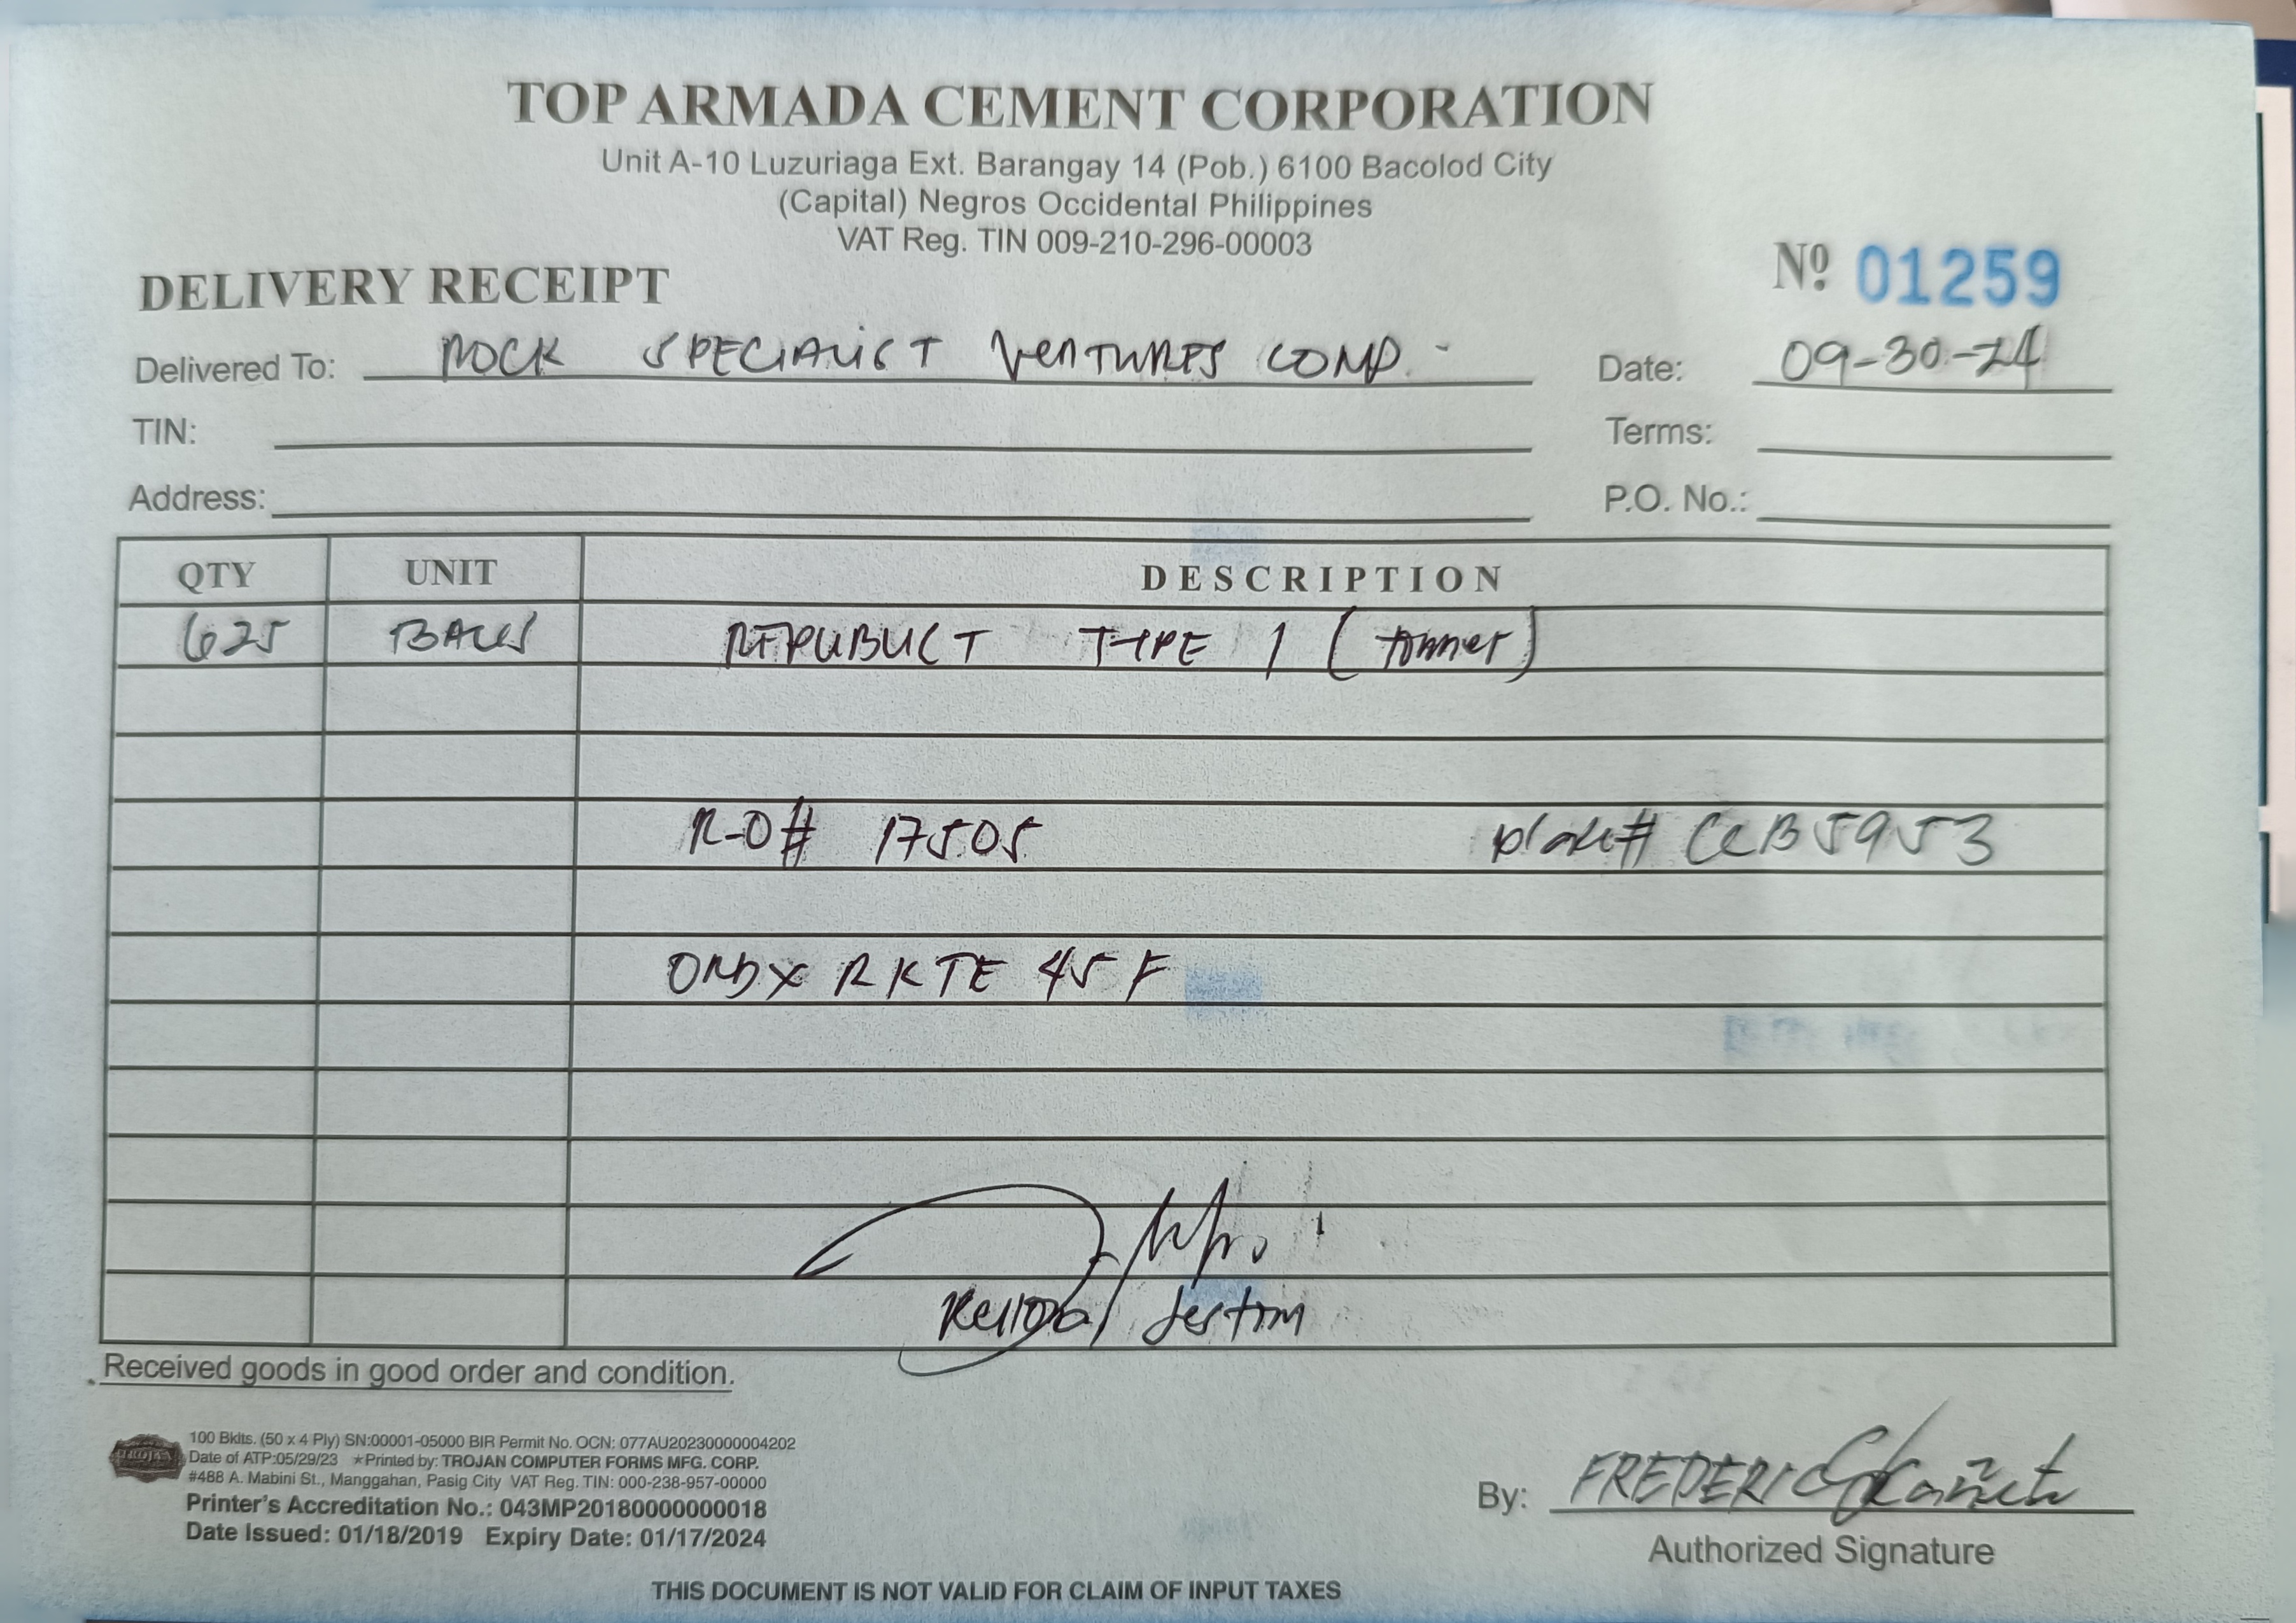 TOP ARMADA CEMENT CORPORATION
Unit A-10 Luzuriaga Ext. Barangay 14 (Pob.) 6100 Bacolod City
(Capital) Negros Occidental Philippines
VAT Reg. TIN 009-210-296-00003
DELIVERY RECEIPT Nº 01259
Delivered To: ROCK SPECIALIST VENTURES CORP. Date: 09-30-24
TIN: Terms:
Address: P.O. No.:
QTY UNIT DESCRIPTION
625 BAGS REPUBLIC TYPE 1 (tonner)
R-O# 17505 plate# CCB5953
ORDX RKTE 45 F
Received goods in good order and condition.
100 Bklts. (50 x 4 Ply) SN:00001-05000 BIR Permit No. OCN: 077AU20230000004202
Date of ATP:05/29/23 ★Printed by: TROJAN COMPUTER FORMS MFG. CORP.
#488 A. Mabini St., Manggahan, Pasig City VAT Reg. TIN: 000-238-957-00000
Printer's Accreditation No.: 043MP20180000000018
Date Issued: 01/18/2019 Expiry Date: 01/17/2024
By: FREDERIC Cañete
Authorized Signature
THIS DOCUMENT IS NOT VALID FOR CLAIM OF INPUT TAXES